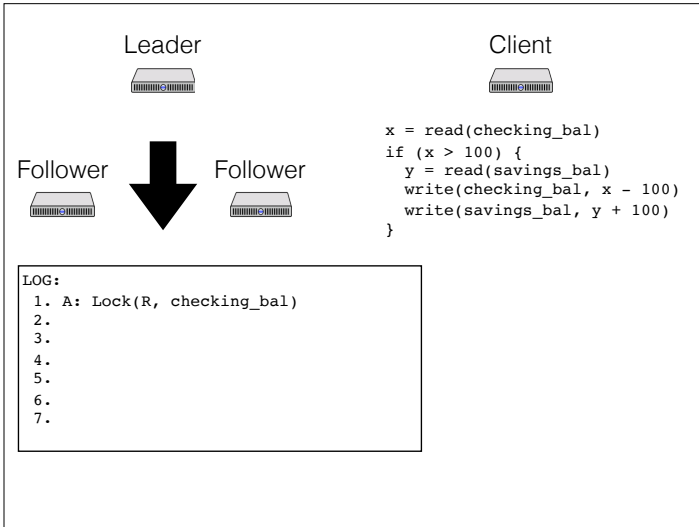 Leader
Client
Follower
Follower
x = read(checking_bal)
if (x > 100) {
  y = read(savings_bal)
  write(checking_bal, x - 100)
  write(savings_bal, y + 100)
}
LOG:
1. A: Lock(R, checking_bal)
2.
3.
4.
5.
6.
7.